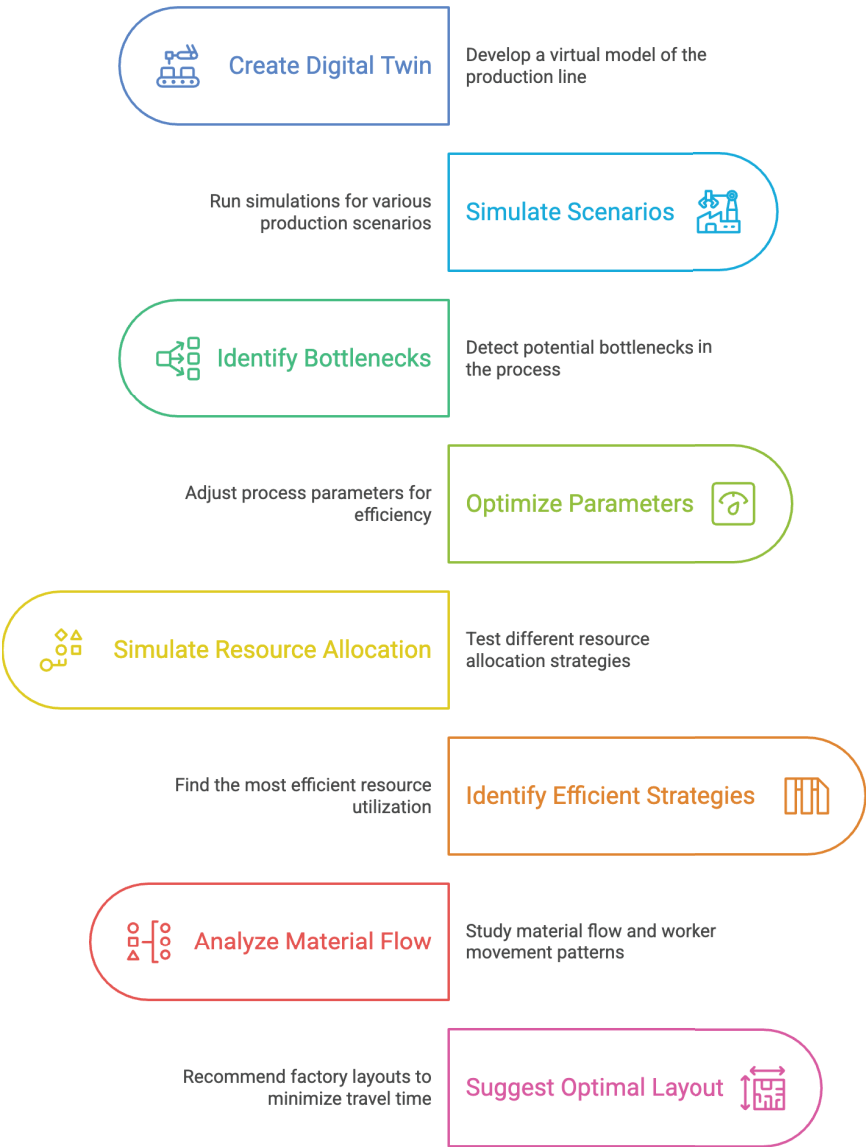 Create Digital Twin
Develop a virtual model of the
production line
Run simulations for various
production scenarios
Simulate Scenarios
Identify Bottlenecks
Detect potential bottlenecks in
the process
Adjust process parameters for
efficiency
Optimize Parameters
Simulate Resource Allocation
Test different resource
allocation strategies
Find the most efficient resource
utilization
Identify Efficient Strategies
Analyze Material Flow
Study material flow and worker
movement patterns
Recommend factory layouts to
minimize travel time
Suggest Optimal Layout